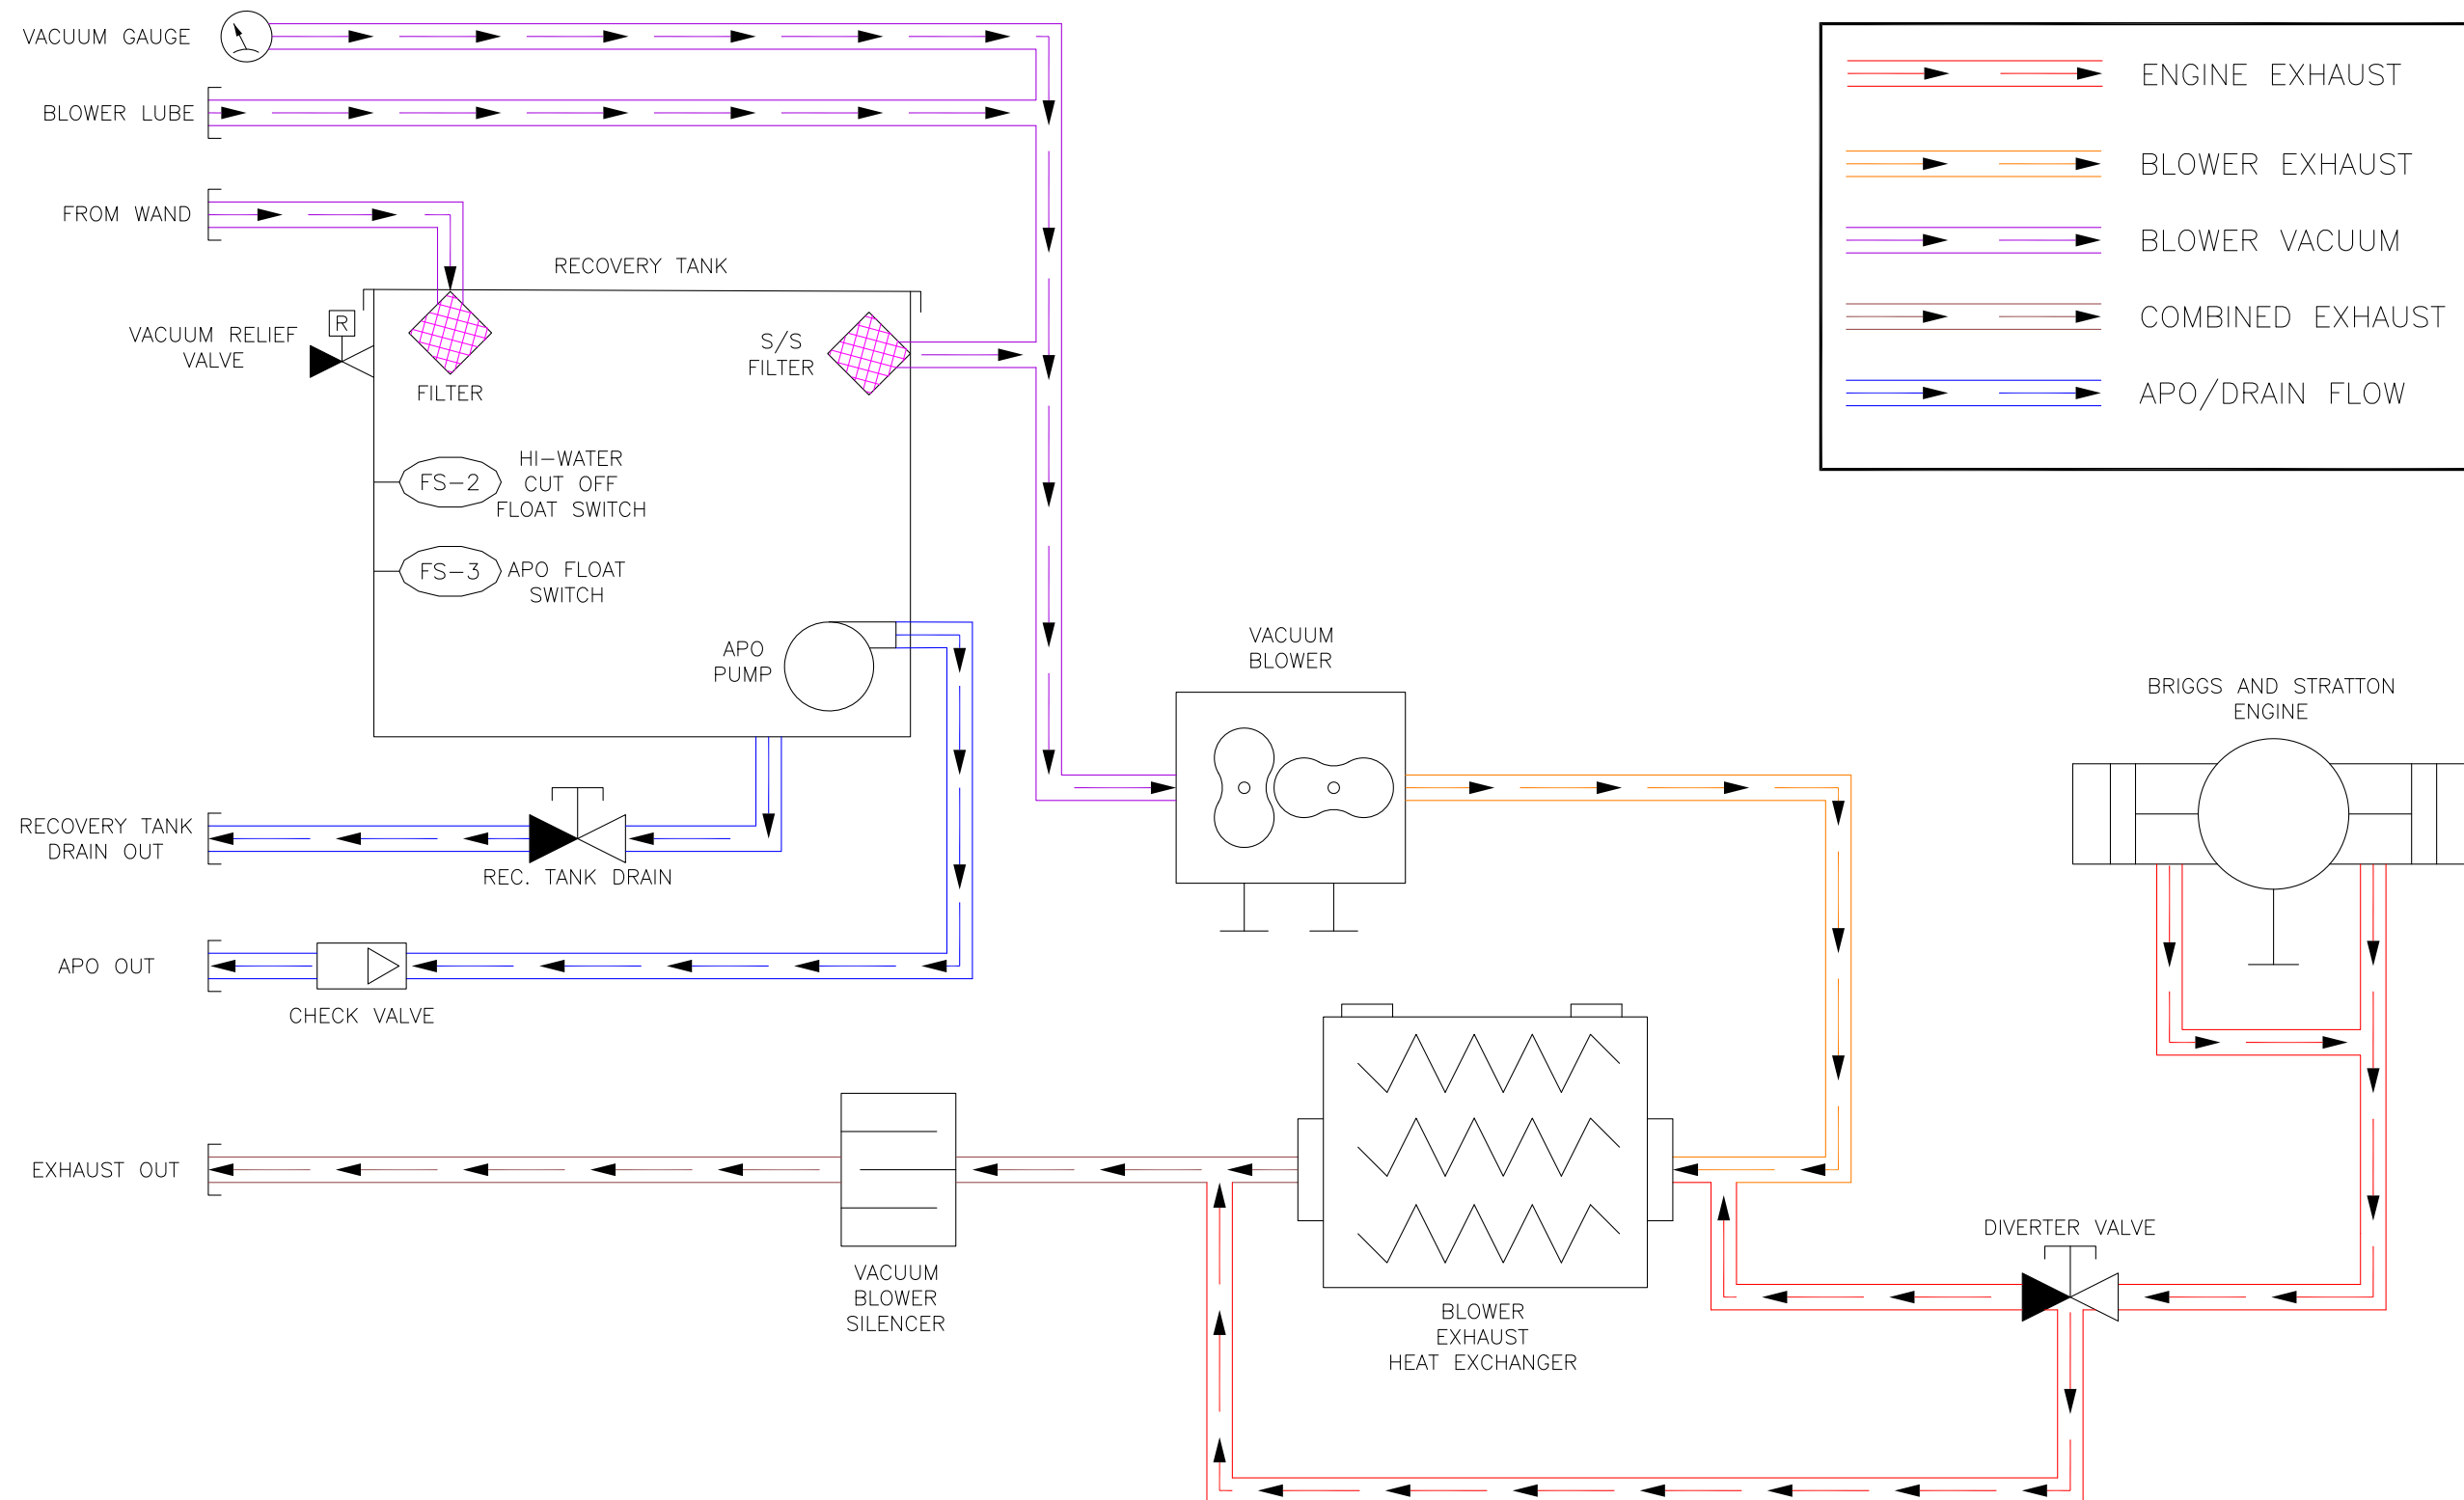 VACUUM GAUGE
BLOWER LUBE
FROM WAND
RECOVERY TANK
R
VACUUM RELIEF
VALVE
FILTER
S/S
FILTER
FS-2
HI-WATER
CUT OFF
FLOAT SWITCH
FS-3
APO FLOAT
SWITCH
APO
PUMP
RECOVERY TANK
DRAIN OUT
REC. TANK DRAIN
APO OUT
CHECK VALVE
EXHAUST OUT
VACUUM
BLOWER
SILENCER
VACUUM
BLOWER
BLOWER
EXHAUST
HEAT EXCHANGER
ENGINE EXHAUST
BLOWER EXHAUST
BLOWER VACUUM
COMBINED EXHAUST
APO/DRAIN FLOW
BRIGGS AND STRATTON
ENGINE
DIVERTER VALVE